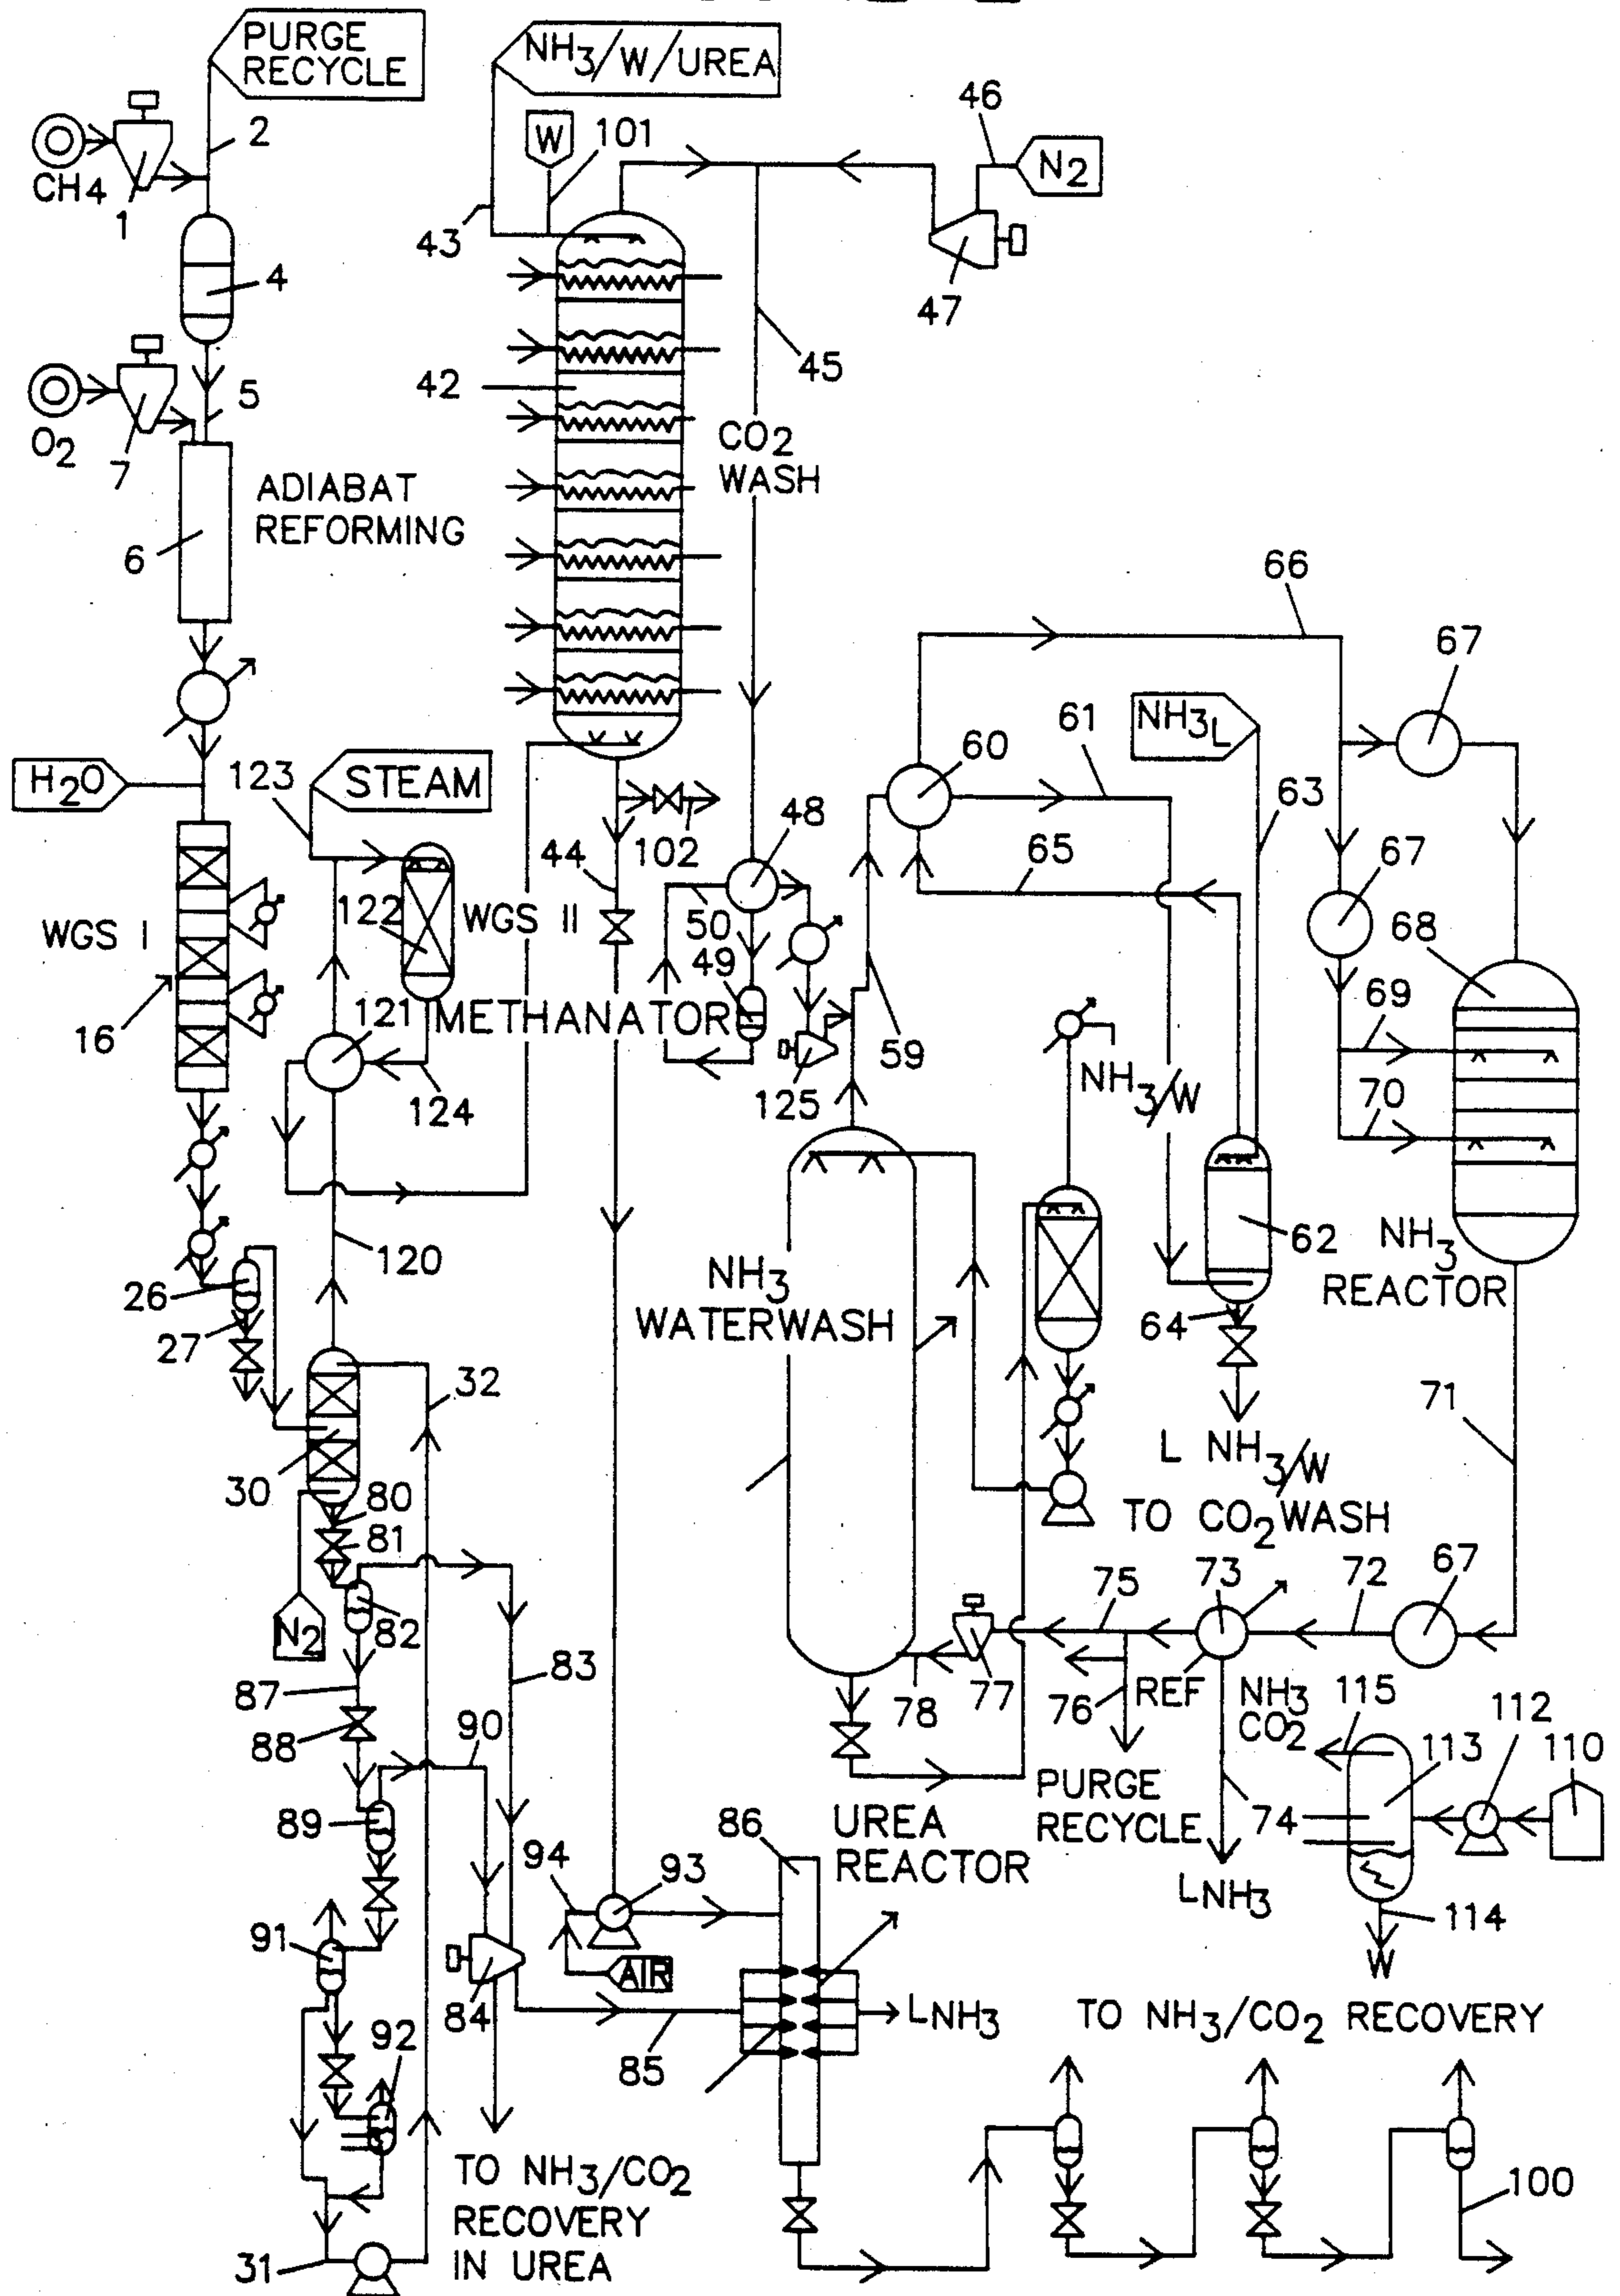 PURGE
RECYCLE
NH3/W/UREA
46
W
101
N2
2
CH4
1
43
4
47
45
5
42
O2
7
CO2
WASH
ADIABAT
REFORMING
6
66
67
NH3L
61
60
H2O
123
STEAM
63
48
44
102
65
67
122
WGS I
WGS II
50
68
49
16
121
METHANATOR
69
59
124
125
NH3/W
70
120
62
NH3
REACTOR
26
NH3
WATERWASH
27
64
32
71
L NH3/W
30
80
TO CO2 WASH
81
75
73
72
67
N2
82
83
87
78
77
76
REF
NH3
CO2
115
112
110
88
90
113
PURGE
RECYCLE
74
89
86
UREA
REACTOR
94
93
LNH3
114
91
AIR
W
84
LNH3
TO NH3/CO2 RECOVERY
92
85
TO NH3/CO2
RECOVERY
IN UREA
100
31